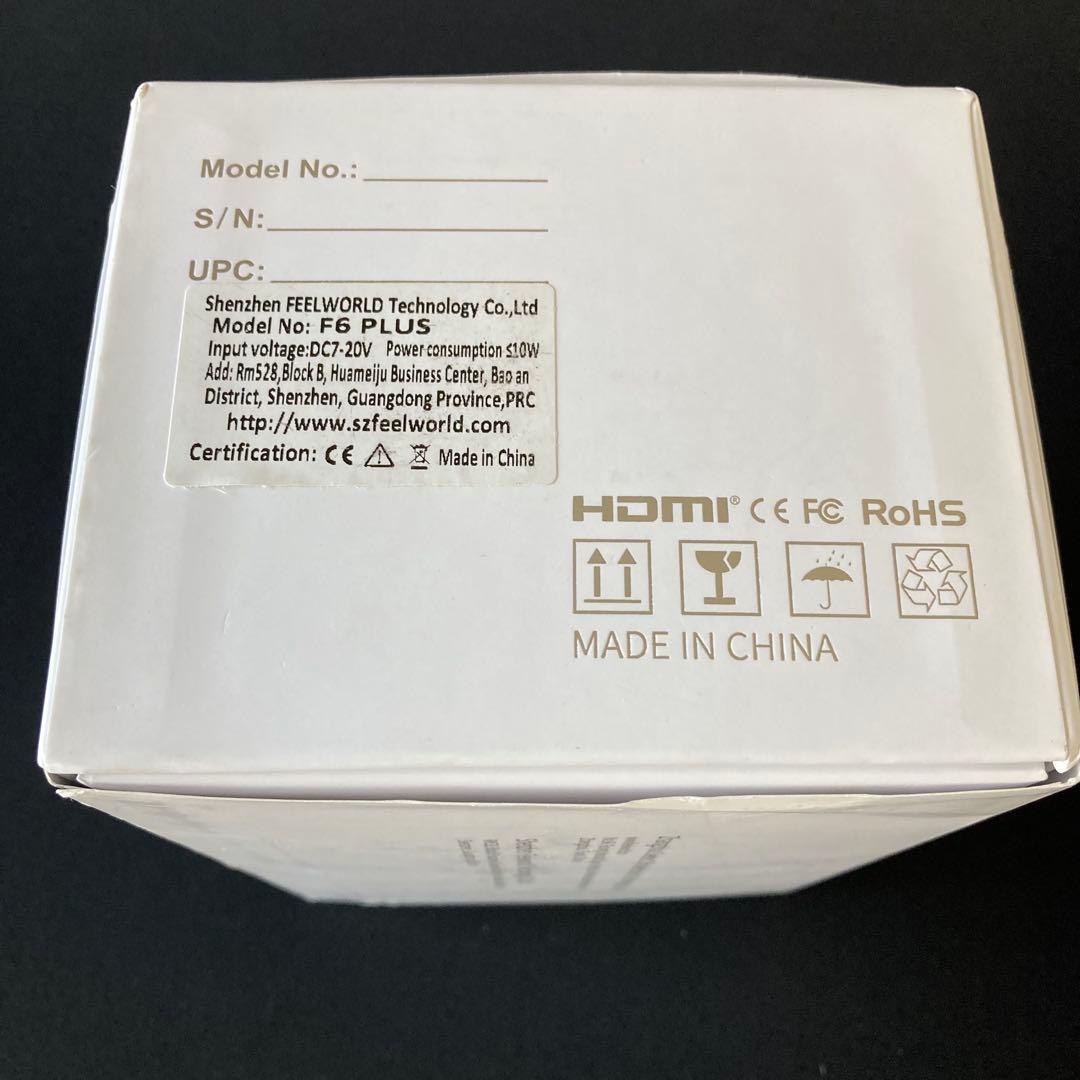 Model No.:
S/N:
UPC:
Shenzhen FEELWORLD Technology Co.,Ltd
Model No: F6 PLUS
Input voltage:DC7-20V Power consumption ≤10W
Add: Rm528,Block B, Huameiju Business Center, Bao an
District, Shenzhen, Guangdong Province,PRC
http://www.szfeelworld.com
Certification: CE Made in China
HDMI® CE FC RoHS
MADE IN CHINA